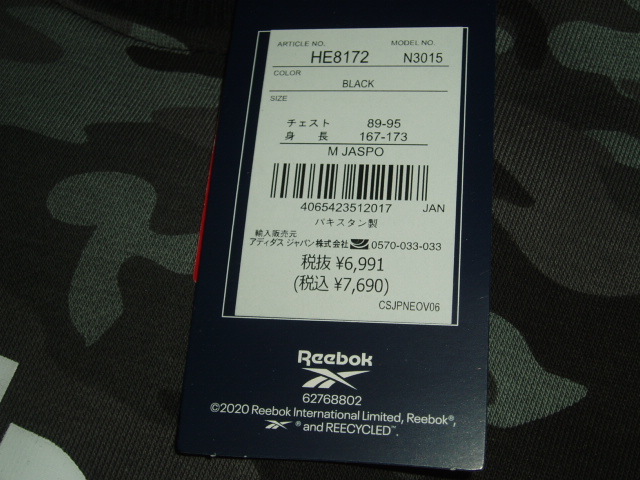 ARTICLE NO. MODEL NO.
HE8172 N3015
COLOR
BLACK
SIZE
チェスト 89-95
身 長 167-173
M JASPO
4065423512017 JAN
パキスタン製
輸入販売元
アディダス ジャパン株式会社 0570-033-033
税抜 ¥6,991
(税込 ¥7,690)
CSJPNEOV06
Reebok
62768802
©2020 Reebok International Limited, Reebok®,
® and REECYCLED™.